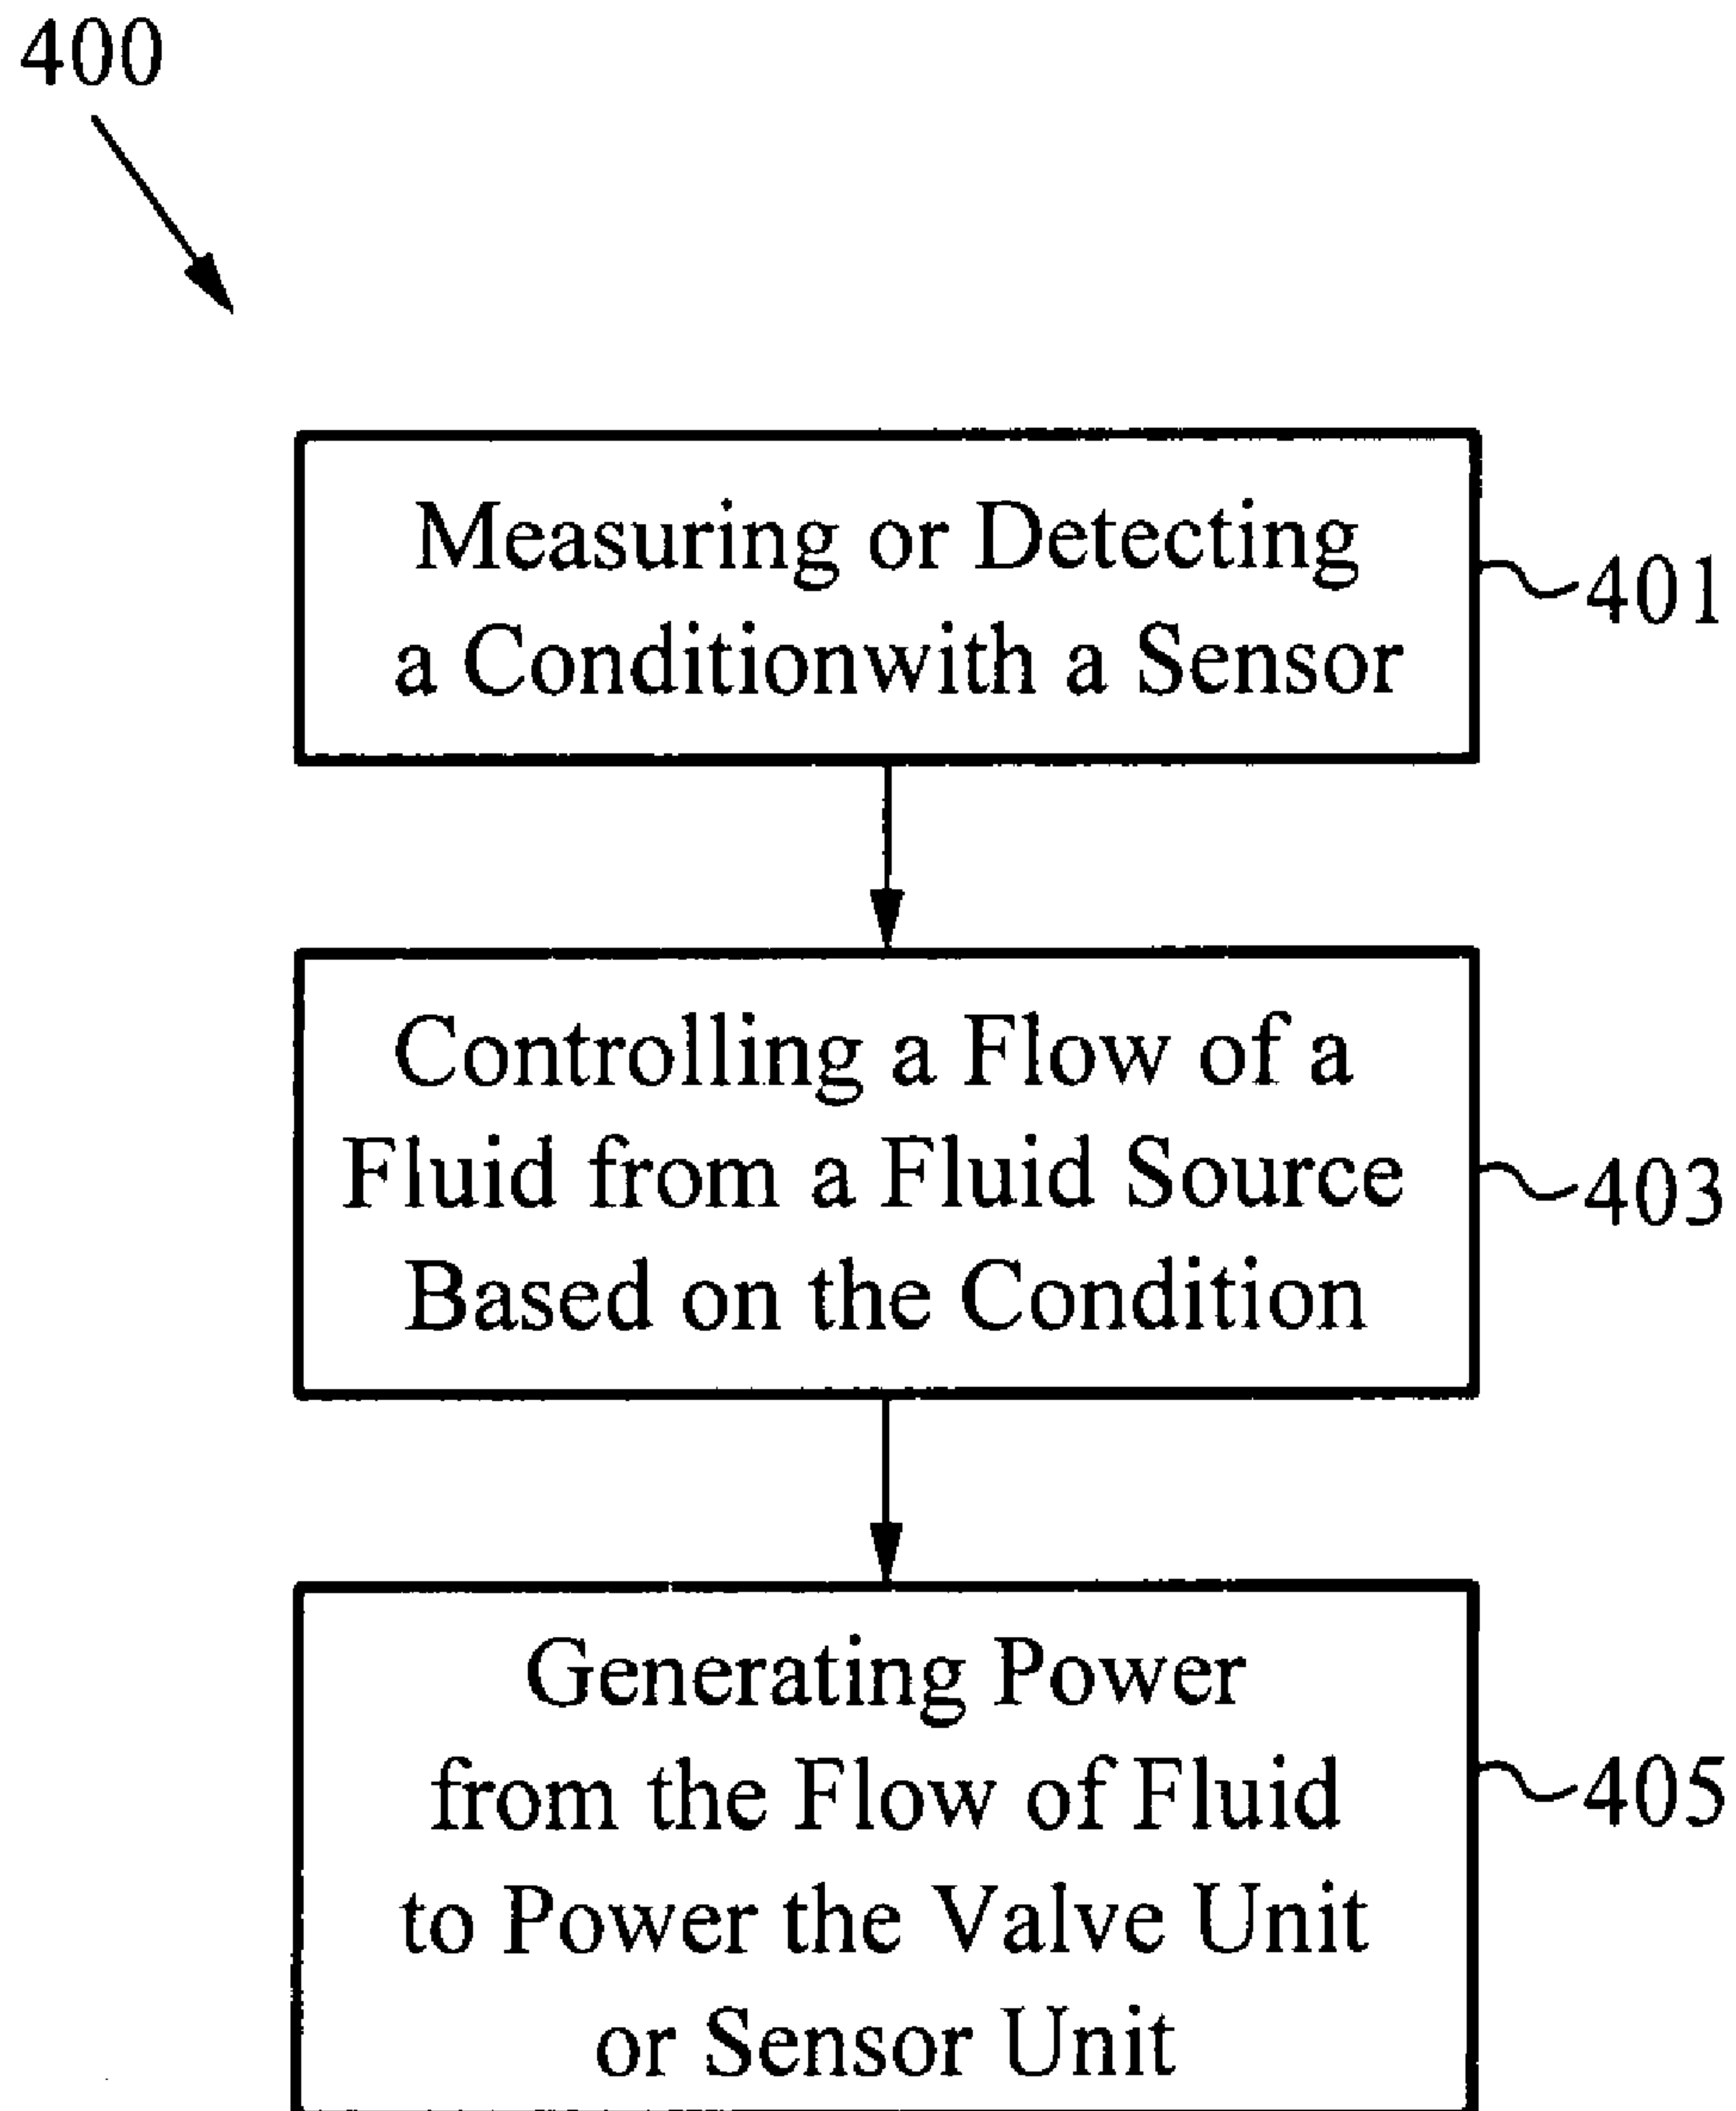 400
Measuring or Detecting
a Conditionwith a Sensor
401
Controlling a Flow of a
Fluid from a Fluid Source
Based on the Condition
403
Generating Power
from the Flow of Fluid
to Power the Valve Unit
or Sensor Unit
405